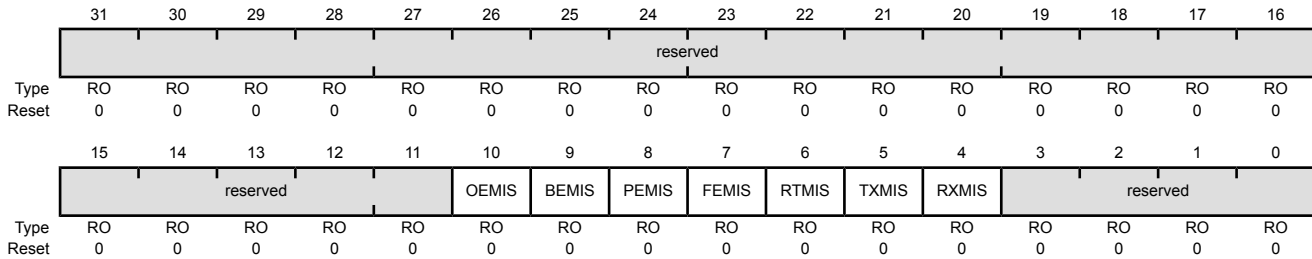 31 30 29 28 27 26 25 24 23 22 21 20 19 18 17 16
reserved
Type RO RO RO RO RO RO RO RO RO RO RO RO RO RO RO RO
Reset 0 0 0 0 0 0 0 0 0 0 0 0 0 0 0 0
15 14 13 12 11 10 9 8 7 6 5 4 3 2 1 0
reserved OEMIS BEMIS PEMIS FEMIS RTMIS TXMIS RXMIS reserved
Type RO RO RO RO RO RO RO RO RO RO RO RO RO RO RO RO
Reset 0 0 0 0 0 0 0 0 0 0 0 0 0 0 0 0